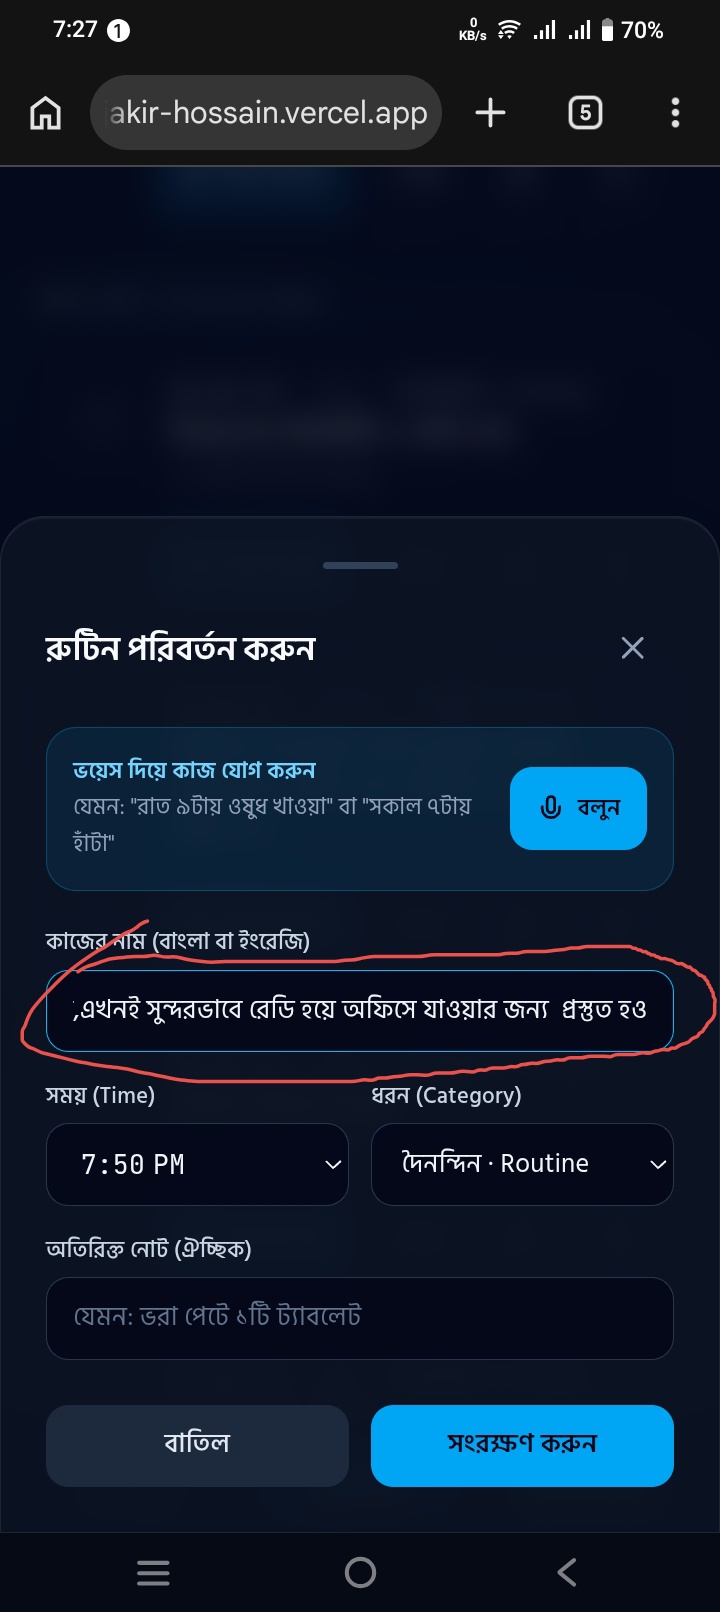 7:27 1 0 KB/s 70%
akir-hossain.vercel.app 5
রুটিন পরিবর্তন করুন
ভয়েস দিয়ে কাজ যোগ করুন
যেমন: "রাত ৯টায় ওষুধ খাওয়া" বা "সকাল ৭টায়
হাঁটা"
বলুন
কাজের নাম (বাংলা বা ইংরেজি)
,এখনই সুন্দরভাবে রেডি হয়ে অফিসে যাওয়ার জন্য প্রস্তুত হও
সময় (Time) ধরন (Category)
7:50 PM দৈনন্দিন · Routine
অতিরিক্ত নোট (ঐচ্ছিক)
যেমন: ভরা পেটে ১টি ট্যাবলেট
বাতিল সংরক্ষণ করুন